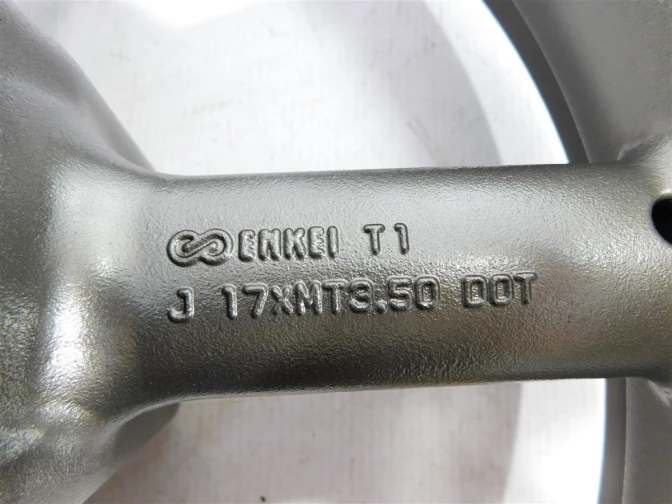 ENKEI T1
J 17XMT3.50 DOT